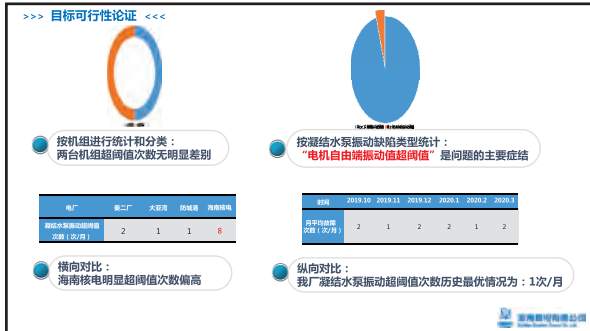 >>> 目标可行性论证 <<<
按机组进行统计和分类：
两台机组超阈值次数无明显差别
按凝结水泵振动缺陷类型统计：
“电机自由端振动值超阈值”是问题的主要症结
电厂 秦二厂 大亚湾 防城港 海南核电
凝结水泵振动超阈值
次数（次/月） 2 1 1 8
时间 2019.10 2019.11 2019.12 2020.1 2020.2 2020.3
月平均故障
次数（次/月） 2 1 2 2 1 2
横向对比：
海南核电明显超阈值次数偏高
纵向对比：
我厂凝结水泵振动超阈值次数历史最优情况为：1次/月
海南核电有限公司